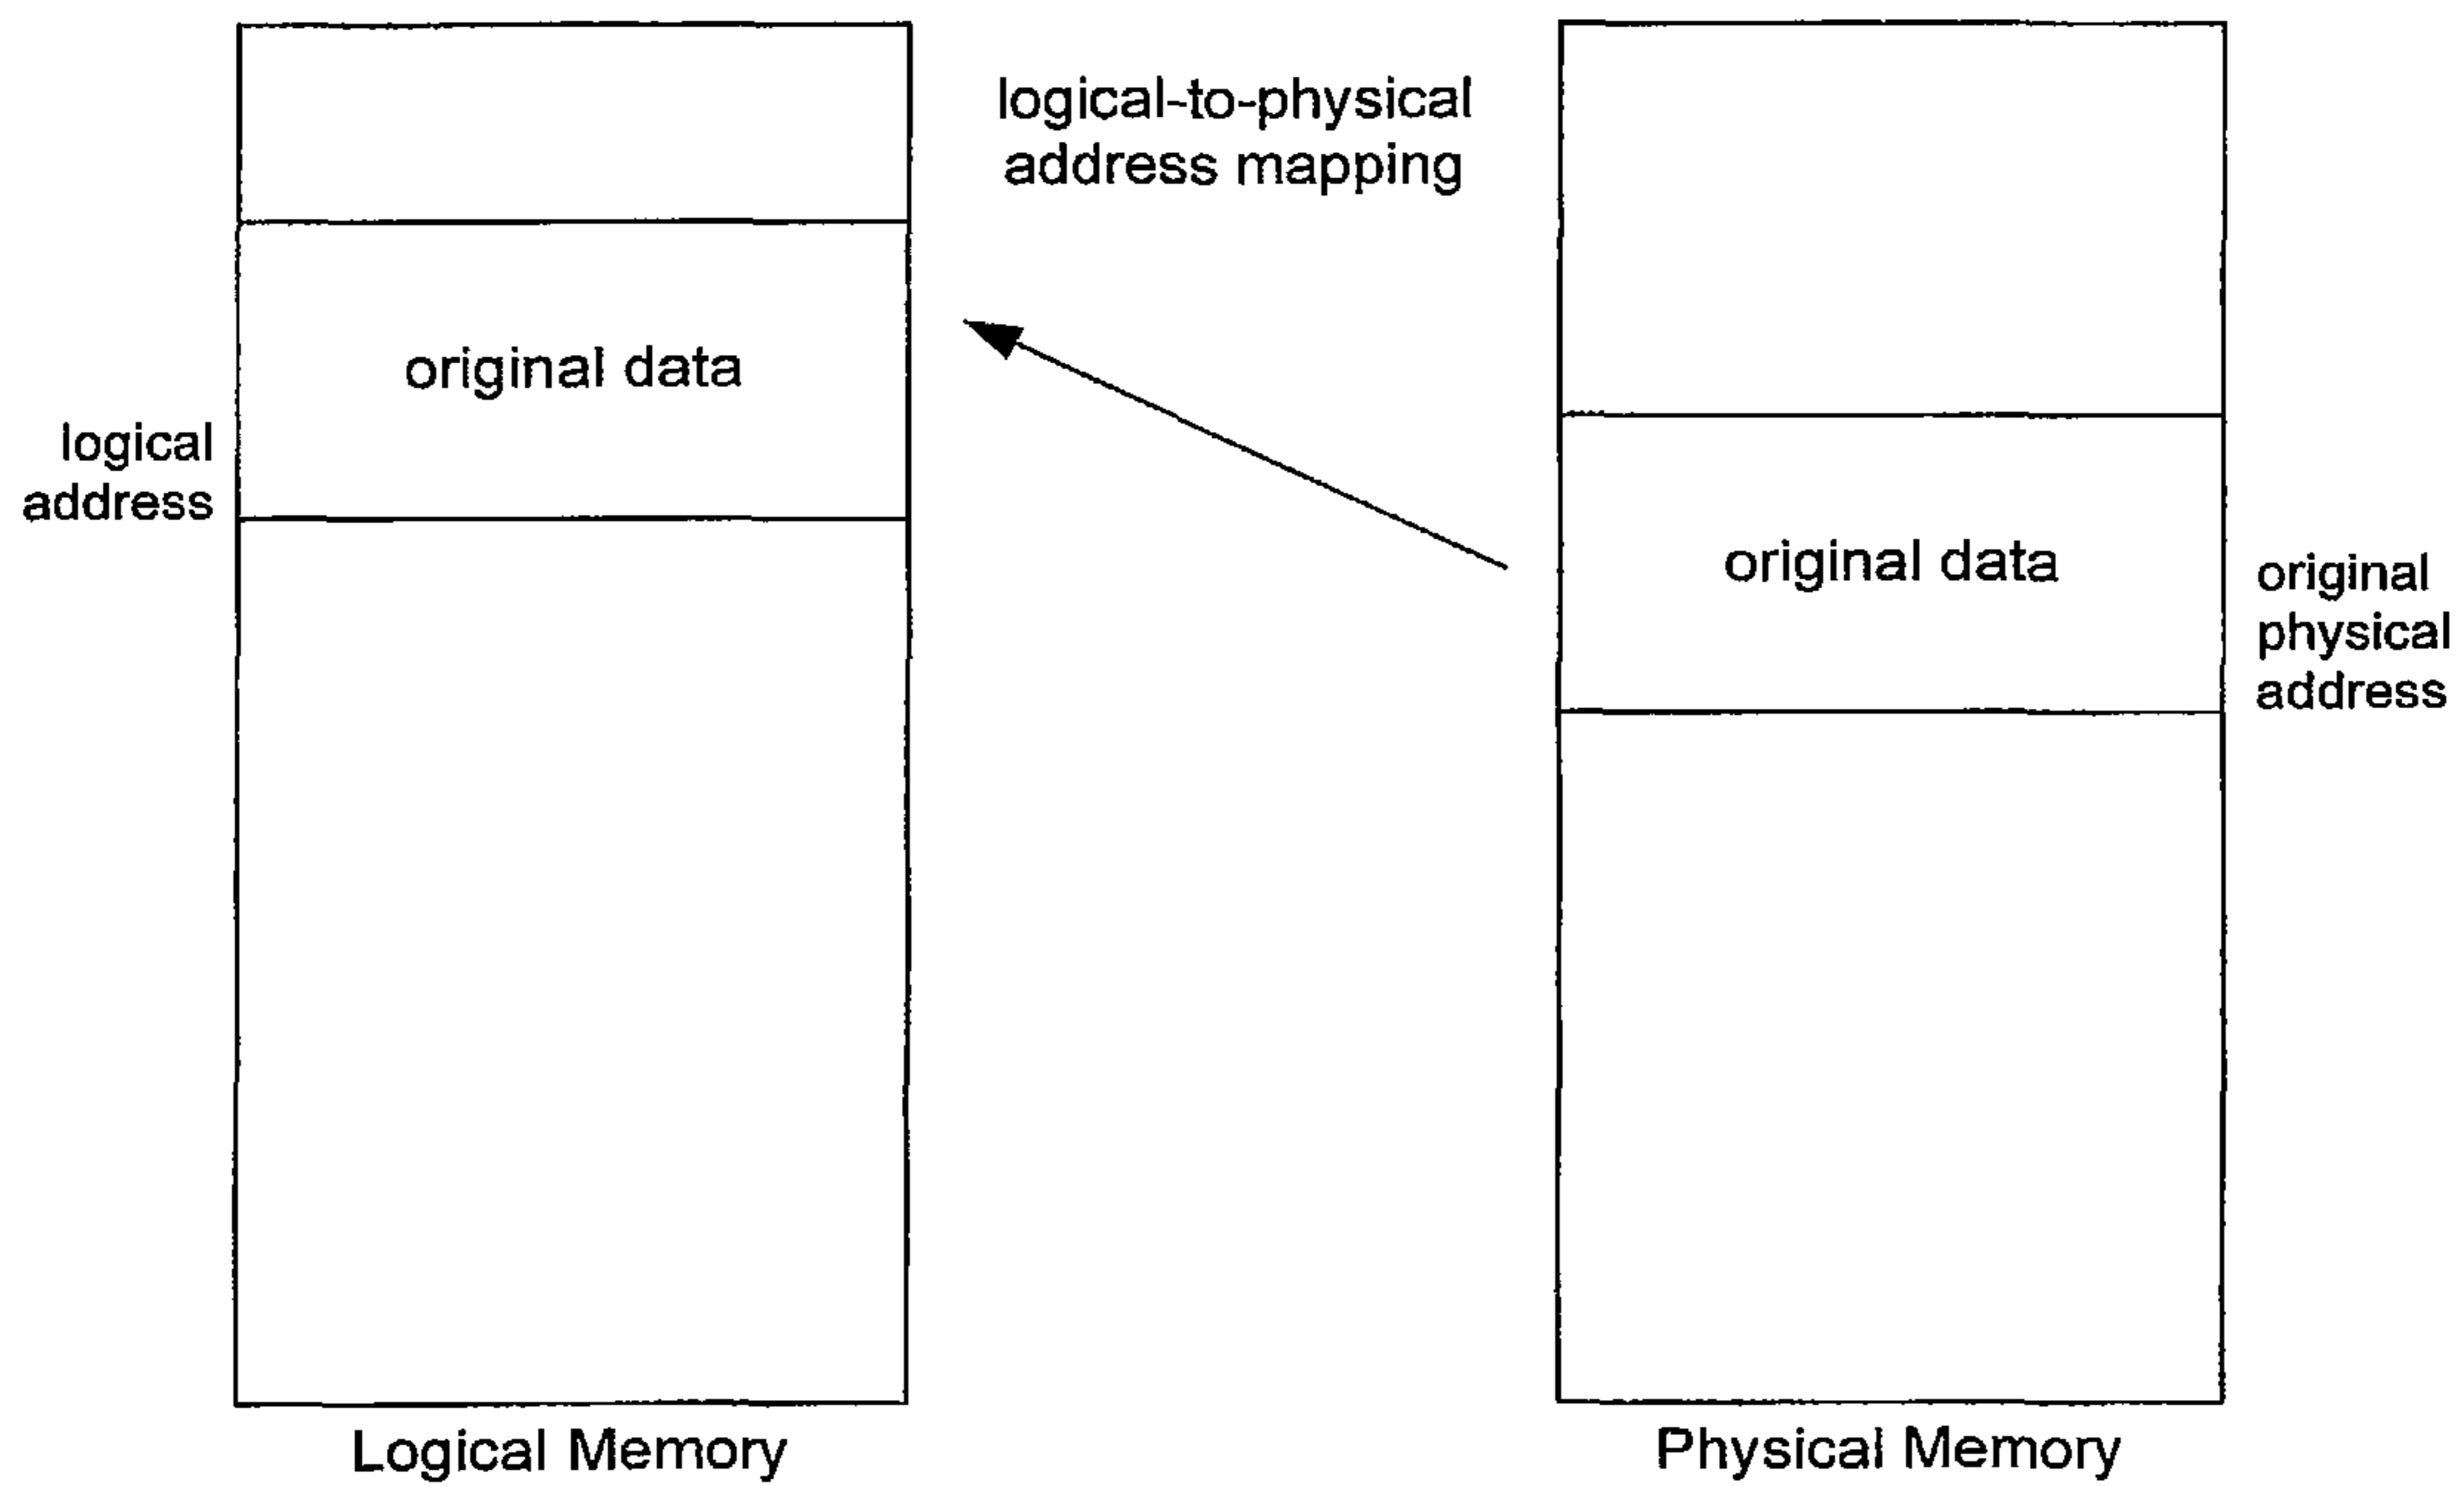 logical-to-physical
address mapping
original data
logical
address
original data
original
physical
address
Logical Memory
Physical Memory